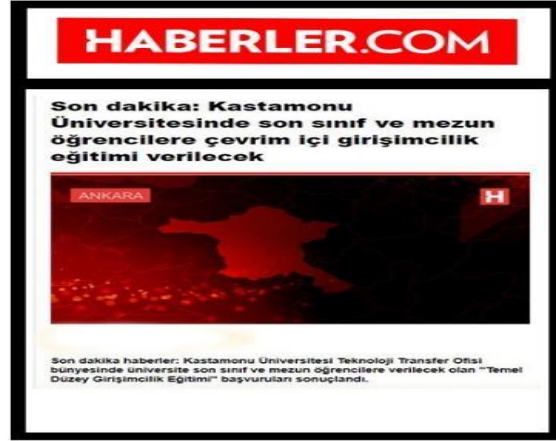 HABERLER.COM
Son dakika: Kastamonu
Üniversitesinde son sınıf ve mezun
öğrencilere çevrim içi girişimcilik
eğitimi verilecek
ANKARA
H
Son dakika haberler: Kastamonu Üniversitesi Teknoloji Transfer Ofisi
bünyesinde üniversite son sınıf ve mezun öğrencilere verilecek olan "Temel
Düzey Girişimcilik Eğitimi" başvuruları sonuçlandı.